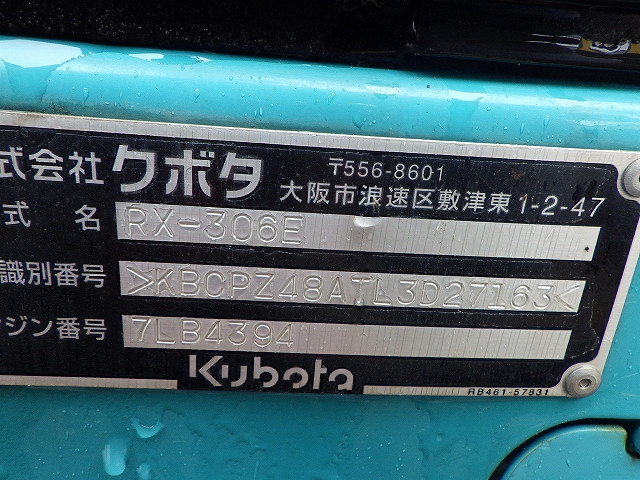 式会社クボタ
〒556-8601
大阪市浪速区敷津東1-2-47
式 名 RX-306E
識別番号 >KBCPZ48ATL3D27163<
ジン番号 7LB4394
Kubota
RB461-57831